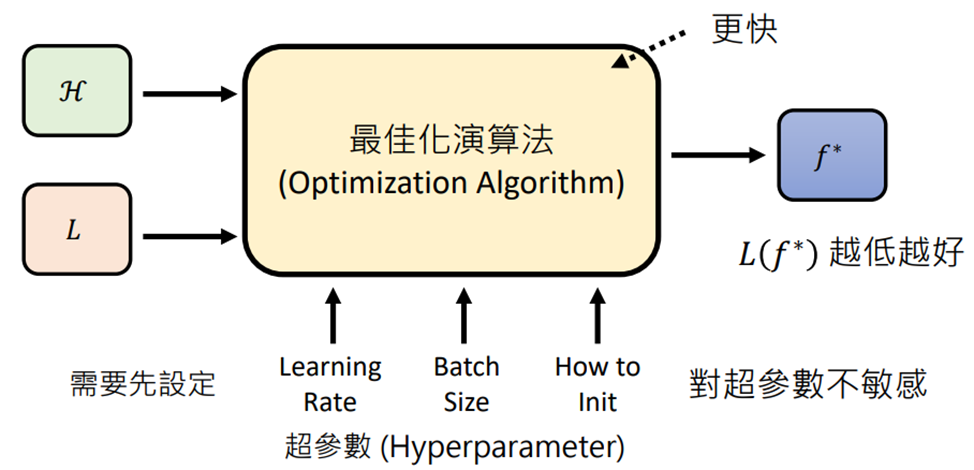 更快
ℋ
最佳化演算法
(Optimization Algorithm)
f*
L
L(f*) 越低越好
需要先設定
Learning
Rate
Batch
Size
How to
Init
對超參數不敏感
超參數 (Hyperparameter)